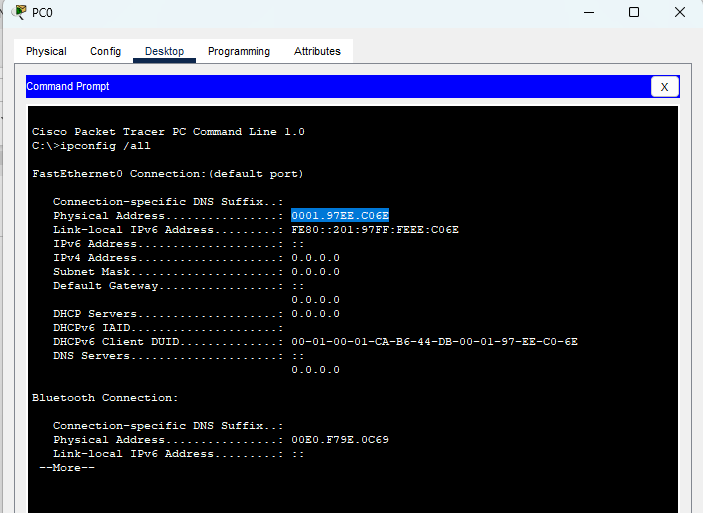 PC0
Physical Config Desktop Programming Attributes
Command Prompt X
Cisco Packet Tracer PC Command Line 1.0
C:\>ipconfig /all
FastEthernet0 Connection:(default port)
Connection-specific DNS Suffix..:
Physical Address................: 0001.97EE.C06E
Link-local IPv6 Address.........: FE80::201:97FF:FEEE:C06E
IPv6 Address....................: ::
IPv4 Address....................: 0.0.0.0
Subnet Mask.....................: 0.0.0.0
Default Gateway.................: ::
0.0.0.0
DHCP Servers....................: 0.0.0.0
DHCPv6 IAID.....................:
DHCPv6 Client DUID..............: 00-01-00-01-CA-B6-44-DB-00-01-97-EE-C0-6E
DNS Servers.....................: ::
0.0.0.0
Bluetooth Connection:
Connection-specific DNS Suffix..:
Physical Address................: 00E0.F79E.0C69
Link-local IPv6 Address.........: ::
--More--